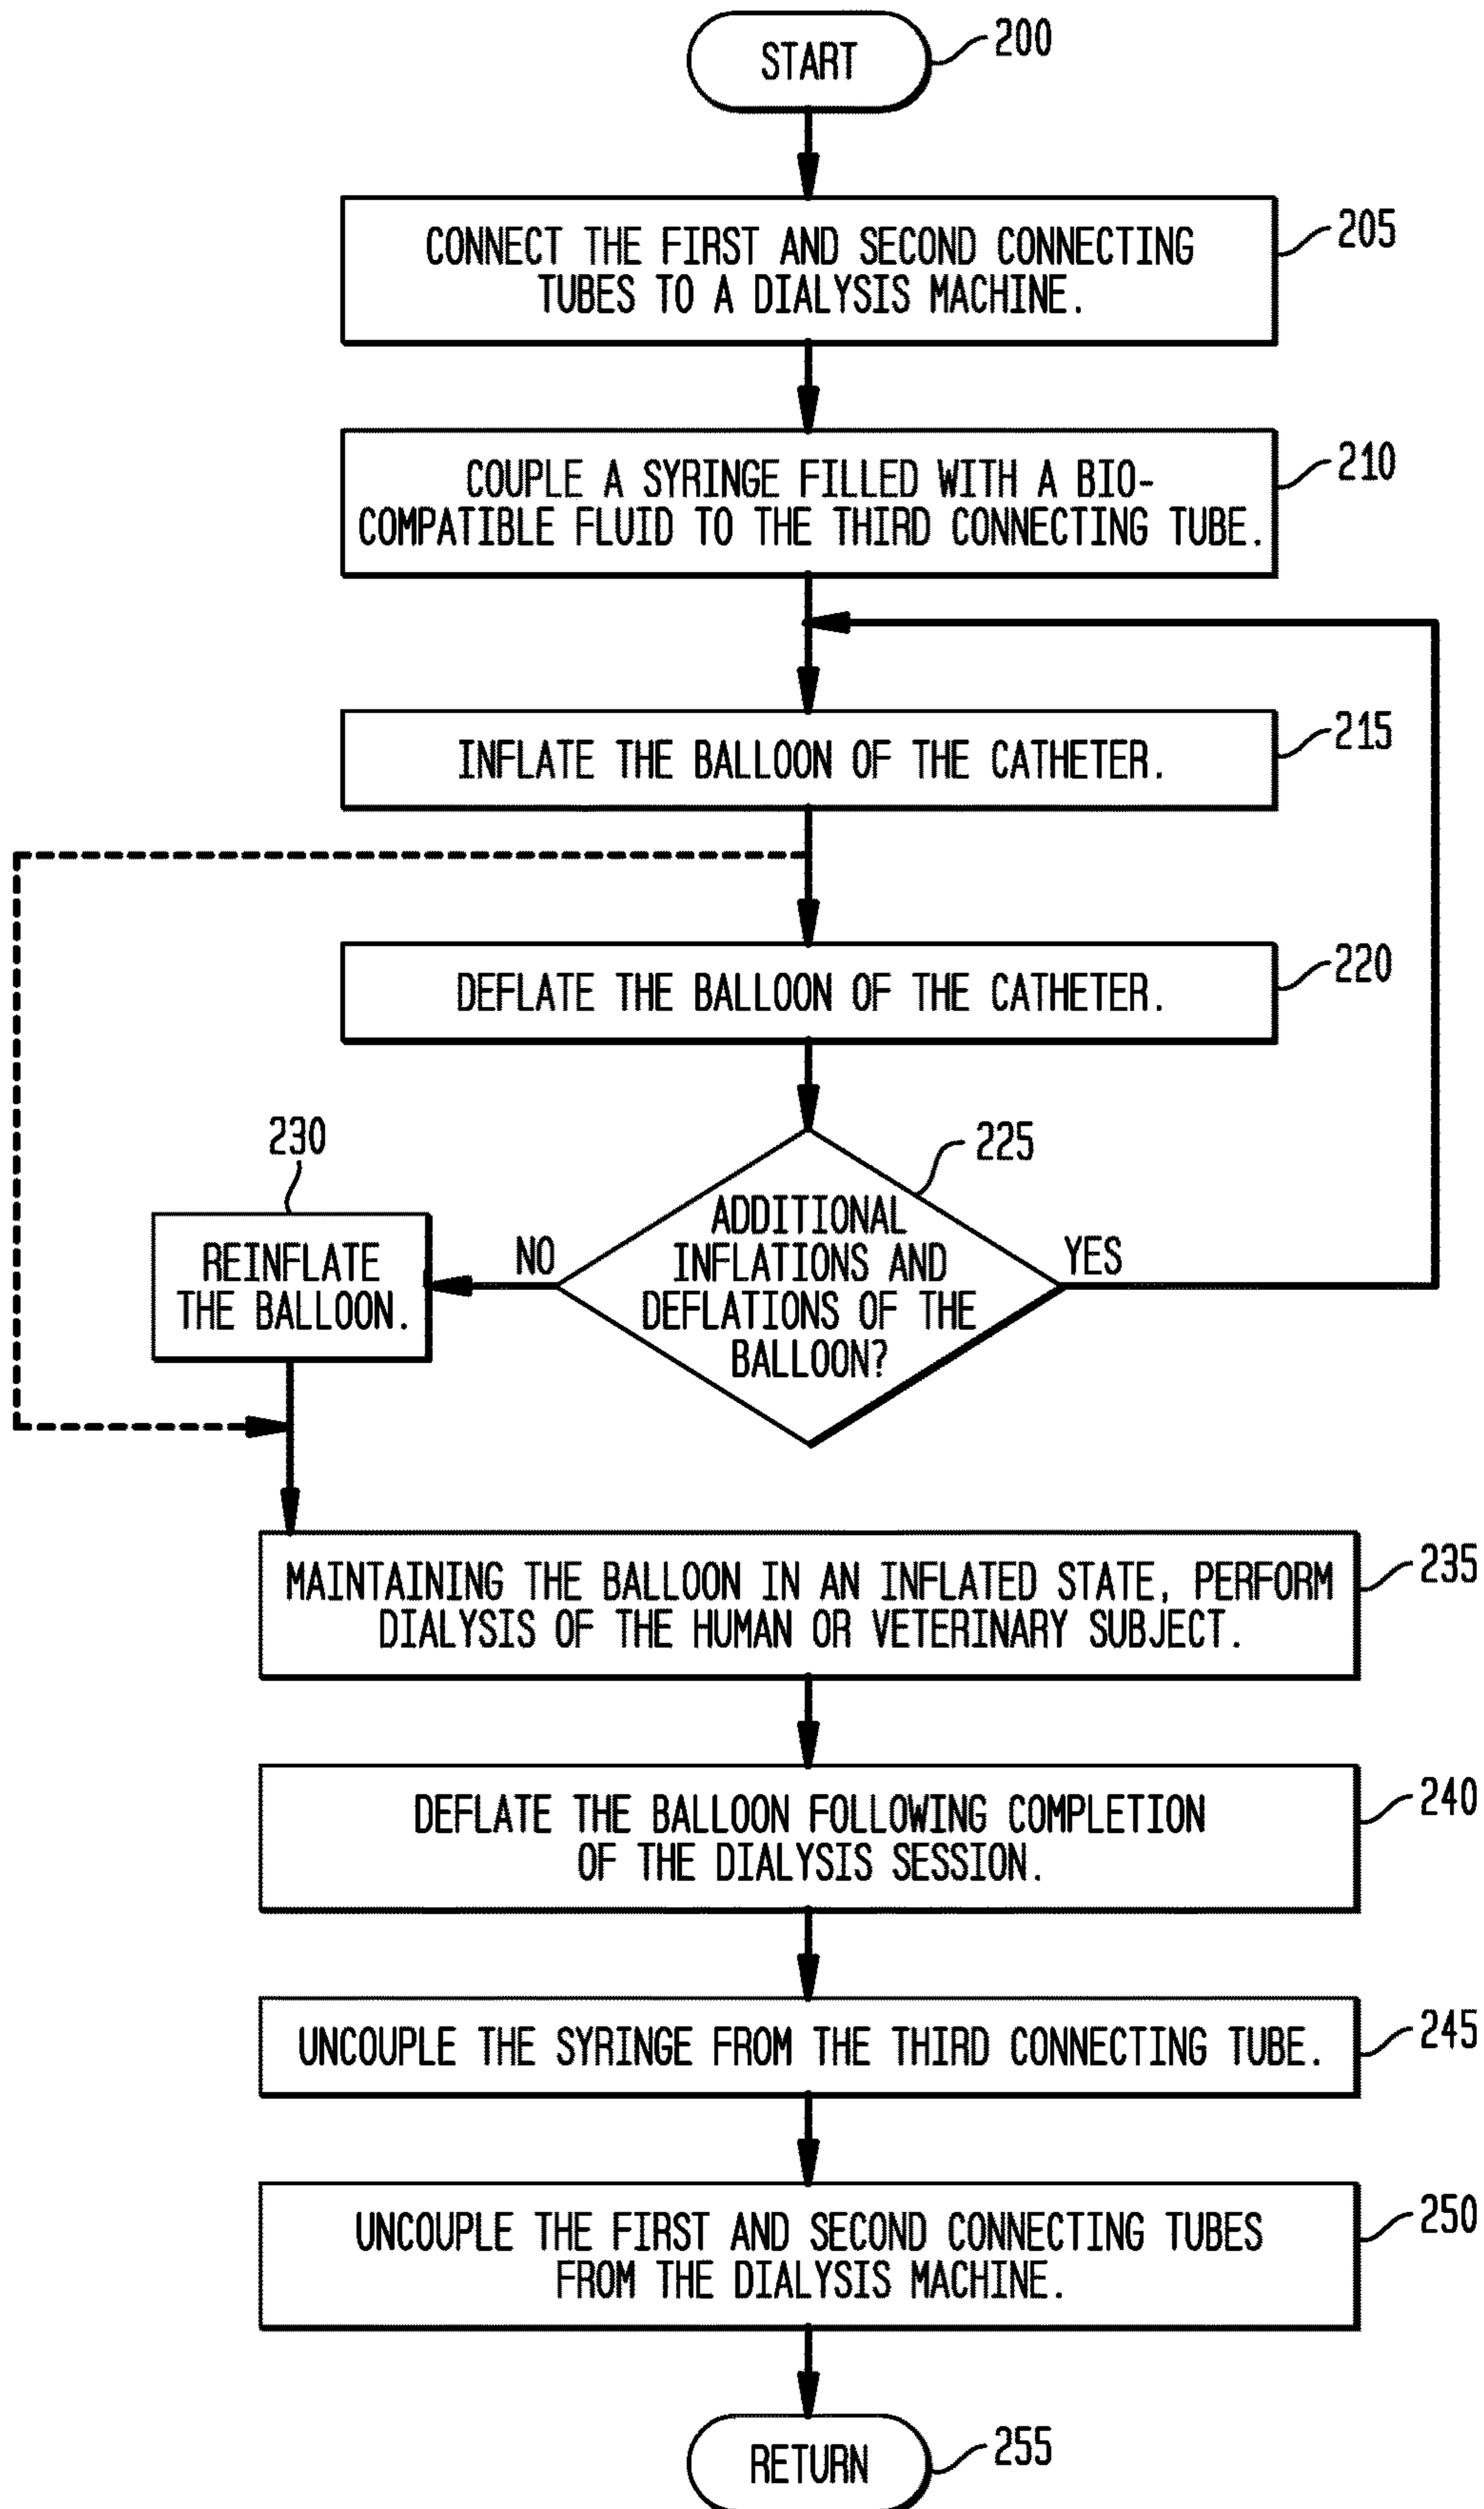 START
200
CONNECT THE FIRST AND SECOND CONNECTING
TUBES TO A DIALYSIS MACHINE.
205
COUPLE A SYRINGE FILLED WITH A BIO-
COMPATIBLE FLUID TO THE THIRD CONNECTING TUBE.
210
INFLATE THE BALLOON OF THE CATHETER.
215
DEFLATE THE BALLOON OF THE CATHETER.
220
225
ADDITIONAL
INFLATIONS AND
DEFLATIONS OF THE
BALLOON?
YES
NO
230
REINFLATE
THE BALLOON.
MAINTAINING THE BALLOON IN AN INFLATED STATE, PERFORM
DIALYSIS OF THE HUMAN OR VETERINARY SUBJECT.
235
DEFLATE THE BALLOON FOLLOWING COMPLETION
OF THE DIALYSIS SESSION.
240
UNCOUPLE THE SYRINGE FROM THE THIRD CONNECTING TUBE.
245
UNCOUPLE THE FIRST AND SECOND CONNECTING TUBES
FROM THE DIALYSIS MACHINE.
250
RETURN
255